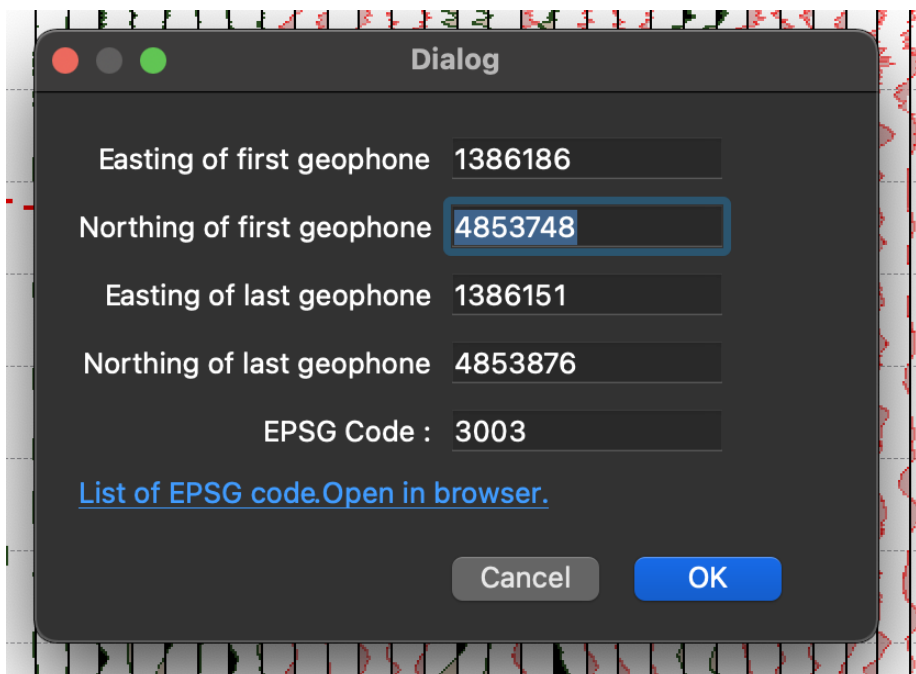 Dialog
Easting of first geophone 1386186
Northing of first geophone 4853748
Easting of last geophone 1386151
Northing of last geophone 4853876
EPSG Code : 3003
List of EPSG code.Open in browser.
Cancel OK